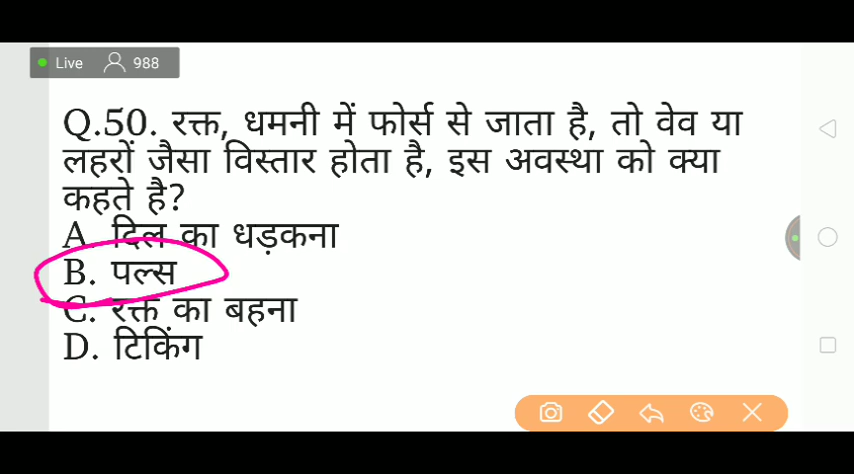 Live 988
Q.50. रक्त, धमनी में फोर्स से जाता है, तो वेव या
लहरों जैसा विस्तार होता है, इस अवस्था को क्या
कहते है?
A. दिल का धड़कना
B. पल्स
C. रक्त का बहना
D. टिकिंग